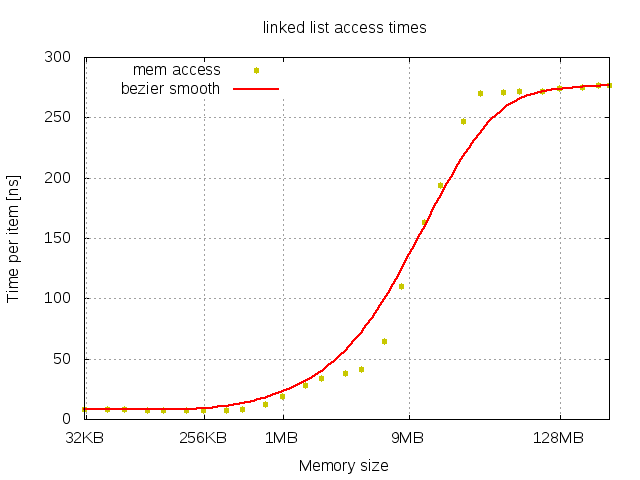 linked list access times
mem access
bezier smooth
300
250
200
150
100
50
0
Time per item [ns]
32KB 256KB 1MB 9MB 128MB
Memory size